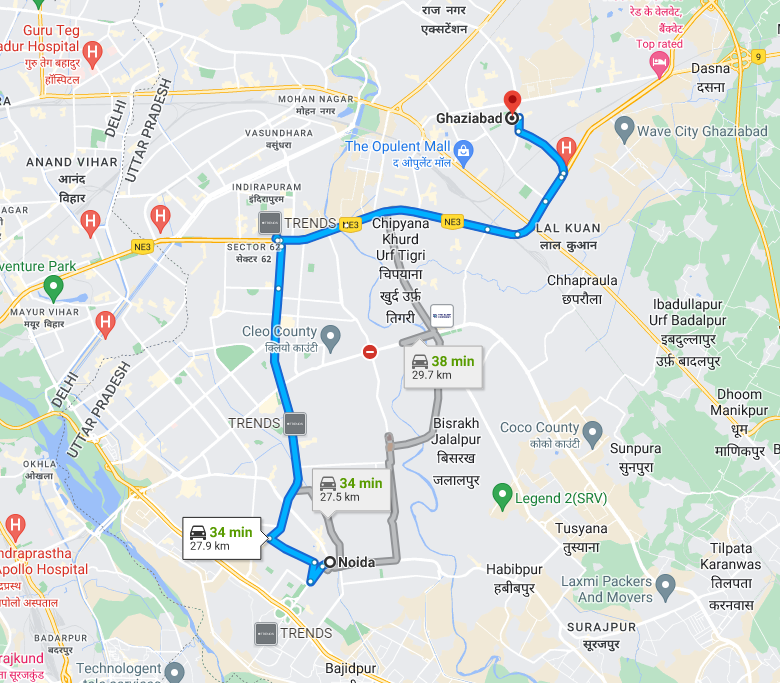 राज नगर
एक्सटेंशन
Guru Teg
adur Hospital
गुरु तेग बहादुर
हॉस्पिटल
रेड के वेलवेट,
बैंक्वेट
Top rated
9
Dasna
दसना
DELHI
UTTAR PRADESH
MOHAN NAGAR
मोहन नगर
Ghaziabad
Wave City Ghaziabad
VASUNDHARA
वसुंधरा
The Opulent Mall
द ओपुलेंट मॉल
ANAND VIHAR
आनंद
विहार
INDIRAPURAM
इंदिरापुरम
NAGAR
TRENDS
NE3
Chipyana
Khurd
Urf Tigri
चिपयाना
खुर्द उर्फ़
तिगरी
NE3
LAL KUAN
लाल कुआन
NE3
SECTOR 62
सेक्टर 62
venture Park
MAYUR VIHAR
मयूर विहार
Chhapraula
छपरौला
Ibadullapur
Urf Badalpur
इबदुल्लापुर
उर्फ़ बादलपुर
Cleo County
क्लियो काउंटी
38 min
29.7 km
DELHI
UTTAR PRADESH
Dhoom
Manikpur
धूम
माणिकपुर
TRENDS
Bisrakh
Jalalpur
बिसरख
जलालपुर
Coco County
कोको काउंटी
Sunpura
सुनपुरा
OKHLA
ओखला
34 min
27.5 km
Legend 2(SRV)
34 min
27.9 km
Tusyana
तुस्याना
ndraprastha
Apollo Hospital
द्रप्रस्थ
पोलो अस्पताल
Noida
Habibpur
हबीबपुर
Laxmi Packers
And Movers
Tilpata
Karanwas
तिलपता
करनवास
BADARPUR
बदरपुर
TRENDS
SURAJPUR
सूरजपुर
rajkund
ता सूरजकुंड
Technologent
Bajidpur